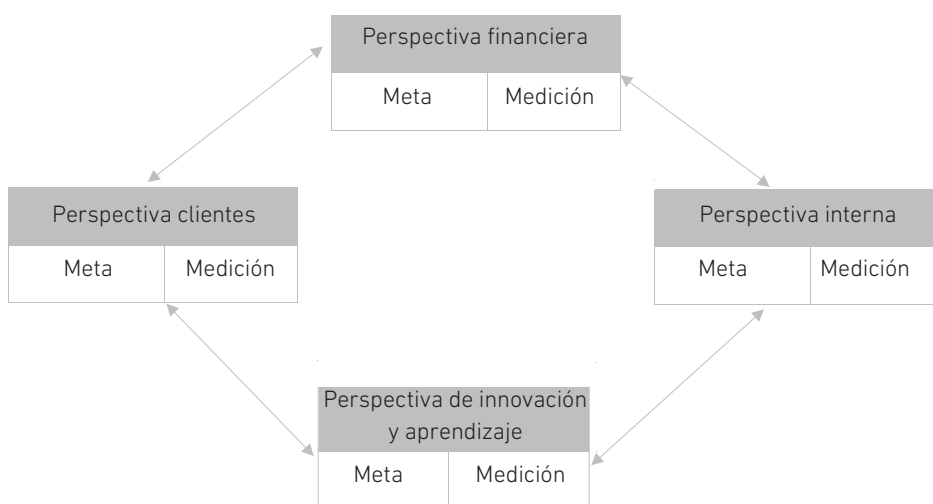 Perspectiva financiera
Meta Medición
Perspectiva clientes
Meta Medición
Perspectiva interna
Meta Medición
Perspectiva de innovación
y aprendizaje
Meta Medición